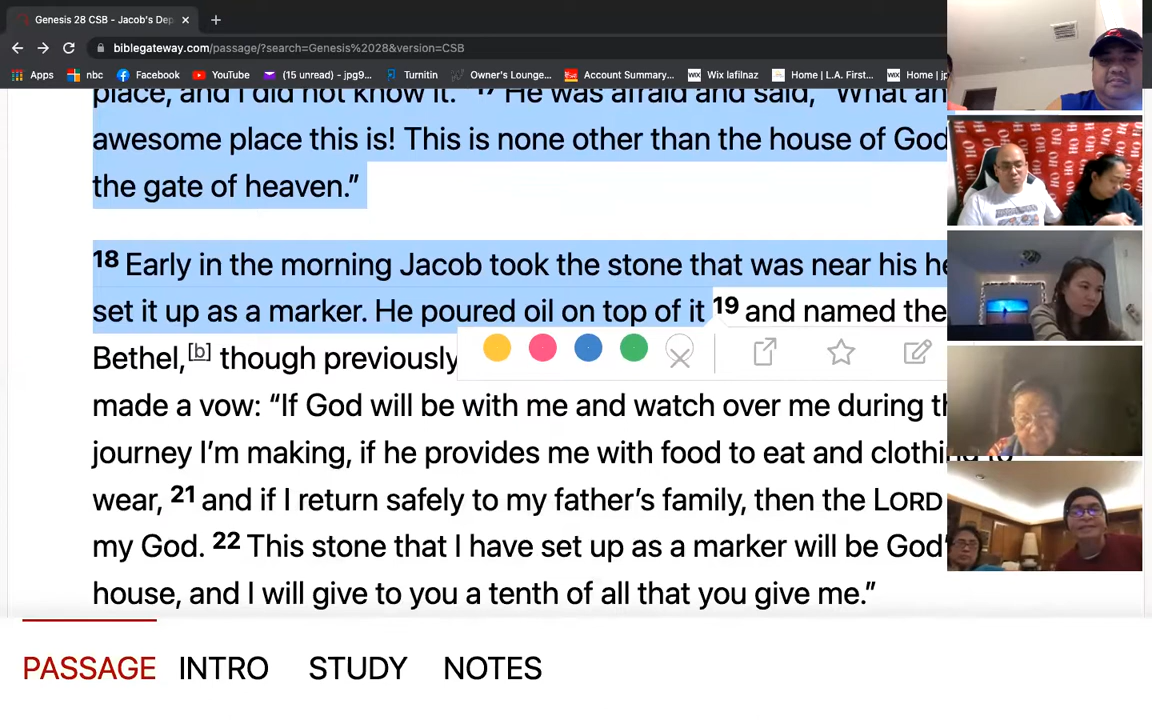 Genesis 28 CSB - Jacob's Dep
biblegateway.com/passage/?search=Genesis%2028&version=CSB
Apps nbc Facebook YouTube (15 unread) - jpg9... Turnitin Owner's Lounge... Account Summary... Wix lafilnaz Home | L.A. First... Home | jp
place, and I did not know it.” 17 He was afraid and said, “What an
awesome place this is! This is none other than the house of God
the gate of heaven.”
18 Early in the morning Jacob took the stone that was near his he
set it up as a marker. He poured oil on top of it 19 and named the
Bethel,[b] though previously
made a vow: “If God will be with me and watch over me during th
journey I’m making, if he provides me with food to eat and clothing to
wear, 21 and if I return safely to my father’s family, then the LORD
my God. 22 This stone that I have set up as a marker will be God’
house, and I will give to you a tenth of all that you give me.”
PASSAGE INTRO STUDY NOTES